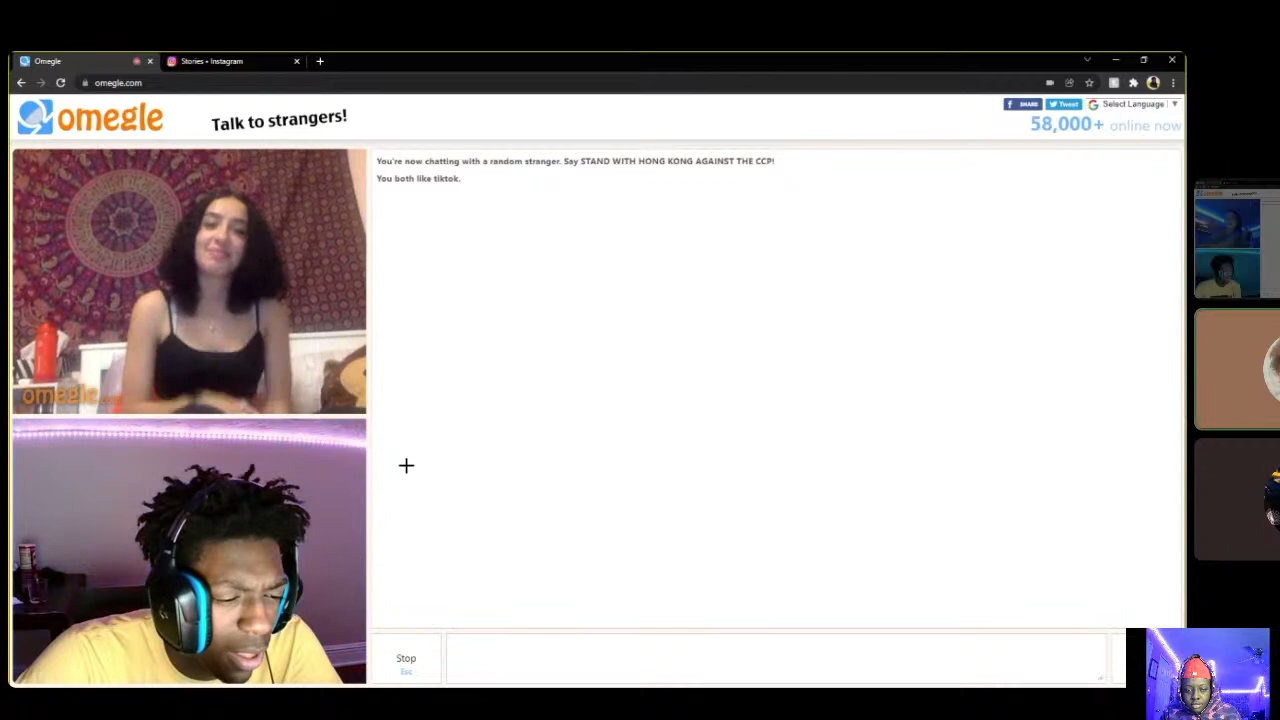 Omegle
Stories • Instagram
omegle.com
omegle
Talk to strangers!
SHARE
Tweet
Select Language
58,000+ online now
You're now chatting with a random stranger. Say STAND WITH HONG KONG AGAINST THE CCP!
You both like tiktok.
omegle
Stop
Esc